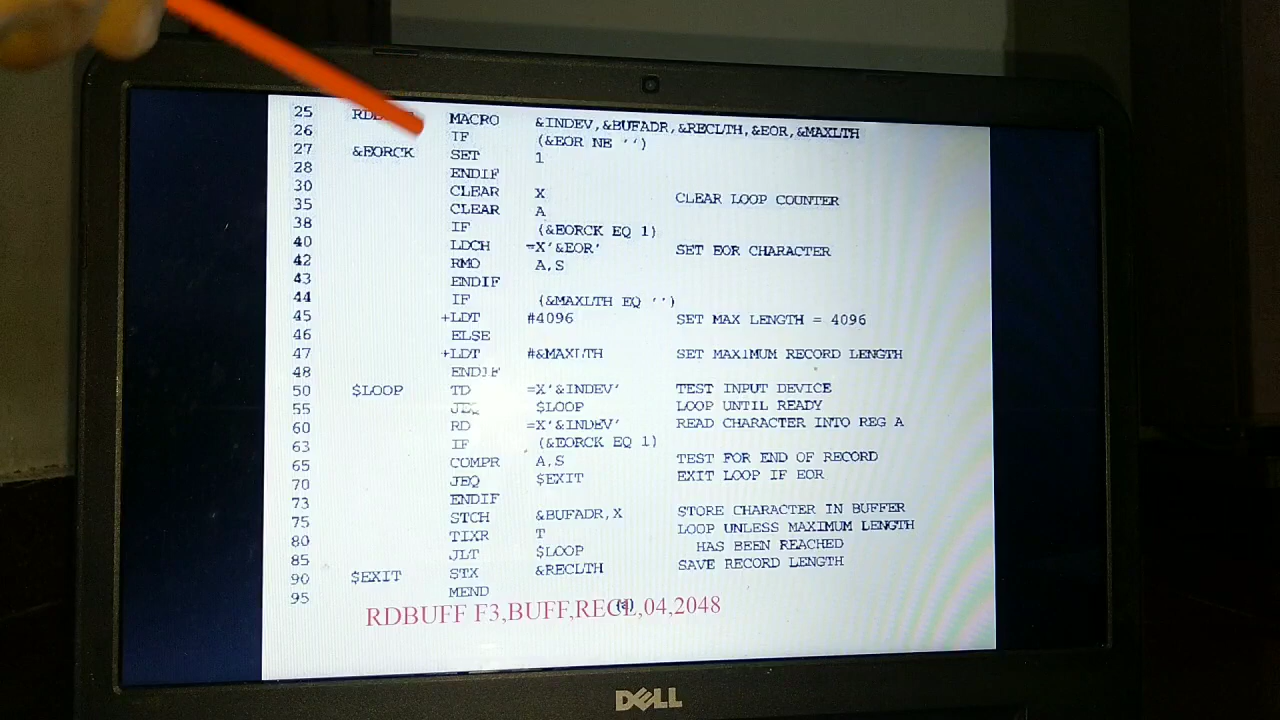 25 MACRO &INDEV,&BUFADR,&RECLTH,&EOR,&MAXLTH
26 IF (&EOR NE '')
27 &EORCK SET 1
28 ENDIF
30 CLEAR X CLEAR LOOP COUNTER
35 CLEAR A
38 IF (&EORCK EQ 1)
40 LDCH =X'&EOR' SET EOR CHARACTER
42 RMO A,S
43 ENDIF
44 IF (&MAXLTH EQ '')
45 +LDT #4096 SET MAX LENGTH = 4096
46 ELSE
47 +LDT #&MAXLTH SET MAXIMUM RECORD LENGTH
48 ENDIF
50 $LOOP TD =X'&INDEV' TEST INPUT DEVICE
55 JEQ $LOOP LOOP UNTIL READY
60 RD =X'&INDEV' READ CHARACTER INTO REG A
63 IF (&EORCK EQ 1)
65 COMPR A,S TEST FOR END OF RECORD
70 JEQ $EXIT EXIT LOOP IF EOR
73 ENDIF
75 STCH &BUFADR,X STORE CHARACTER IN BUFFER
80 TIXR T LOOP UNLESS MAXIMUM LENGTH
85 JLT $LOOP HAS BEEN REACHED
90 $EXIT STX &RECLTH SAVE RECORD LENGTH
95 MEND
(a)
RDBUFF F3,BUFF,RECL,04,2048
DELL